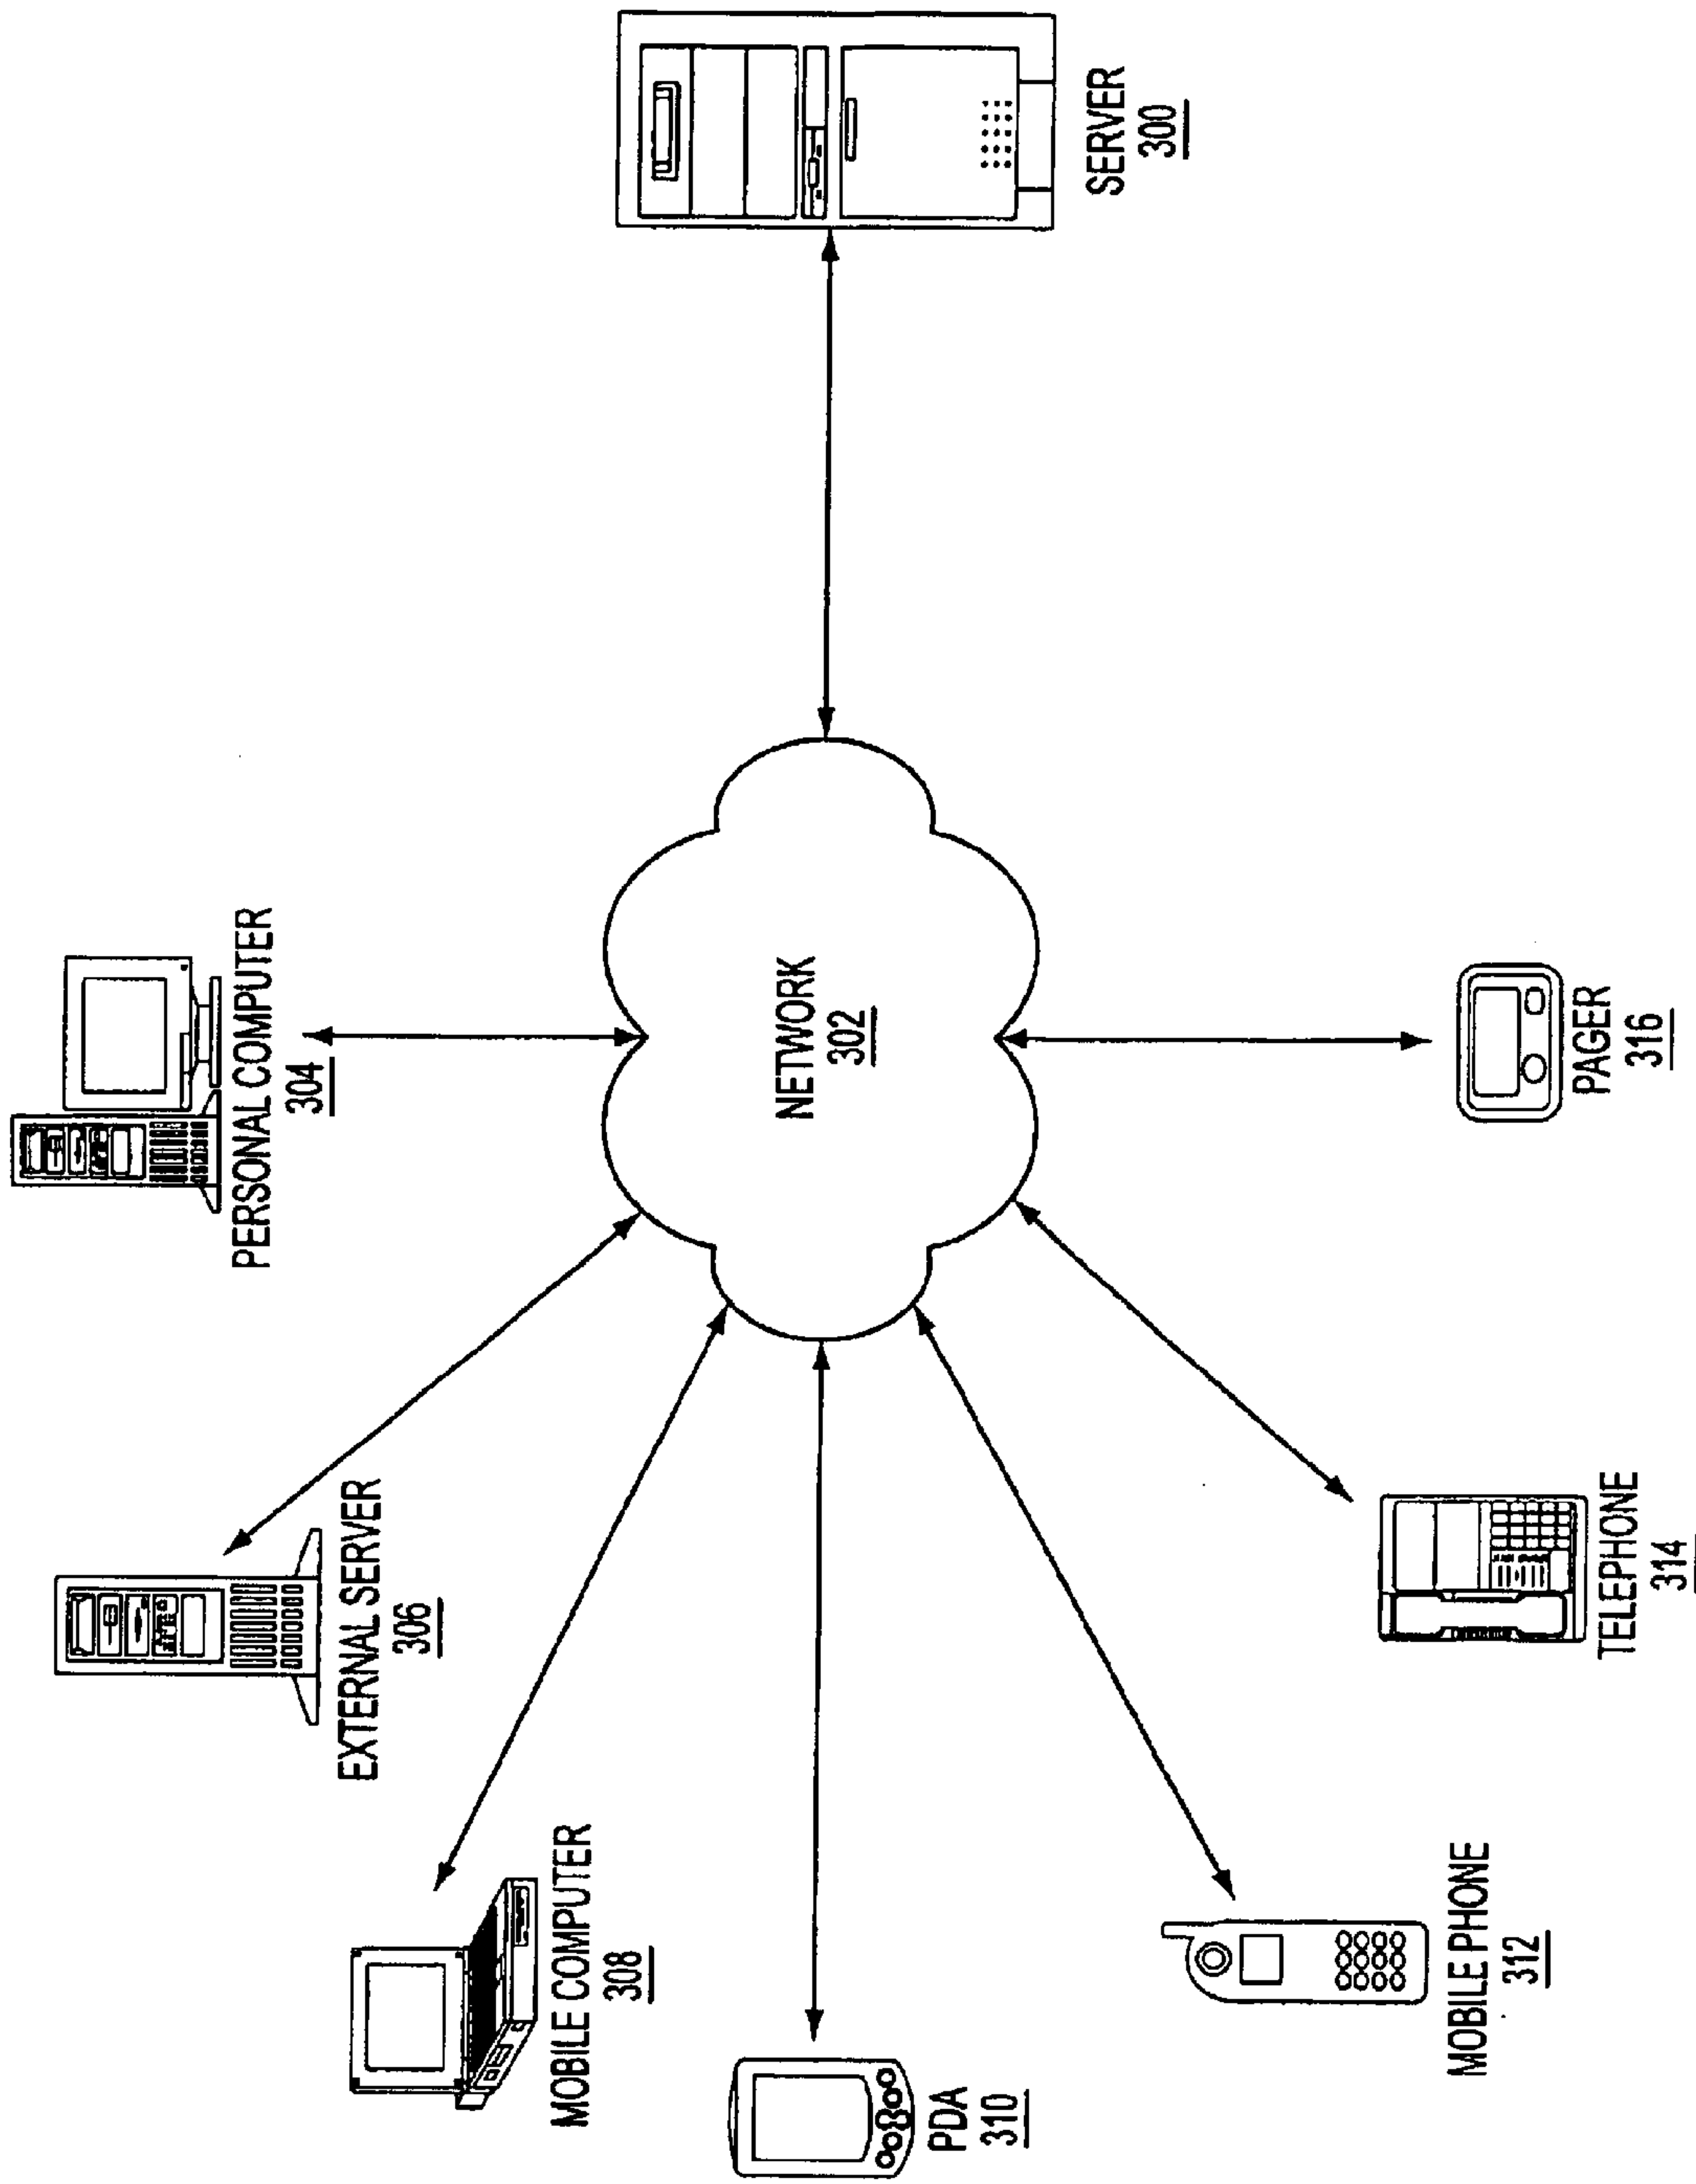 SERVER
300
PERSONAL COMPUTER
304
NETWORK
302
PAGER
316
EXTERNAL SERVER
306
TELEPHONE
314
MOBILE COMPUTER
308
MOBILE PHONE
312
PDA
310